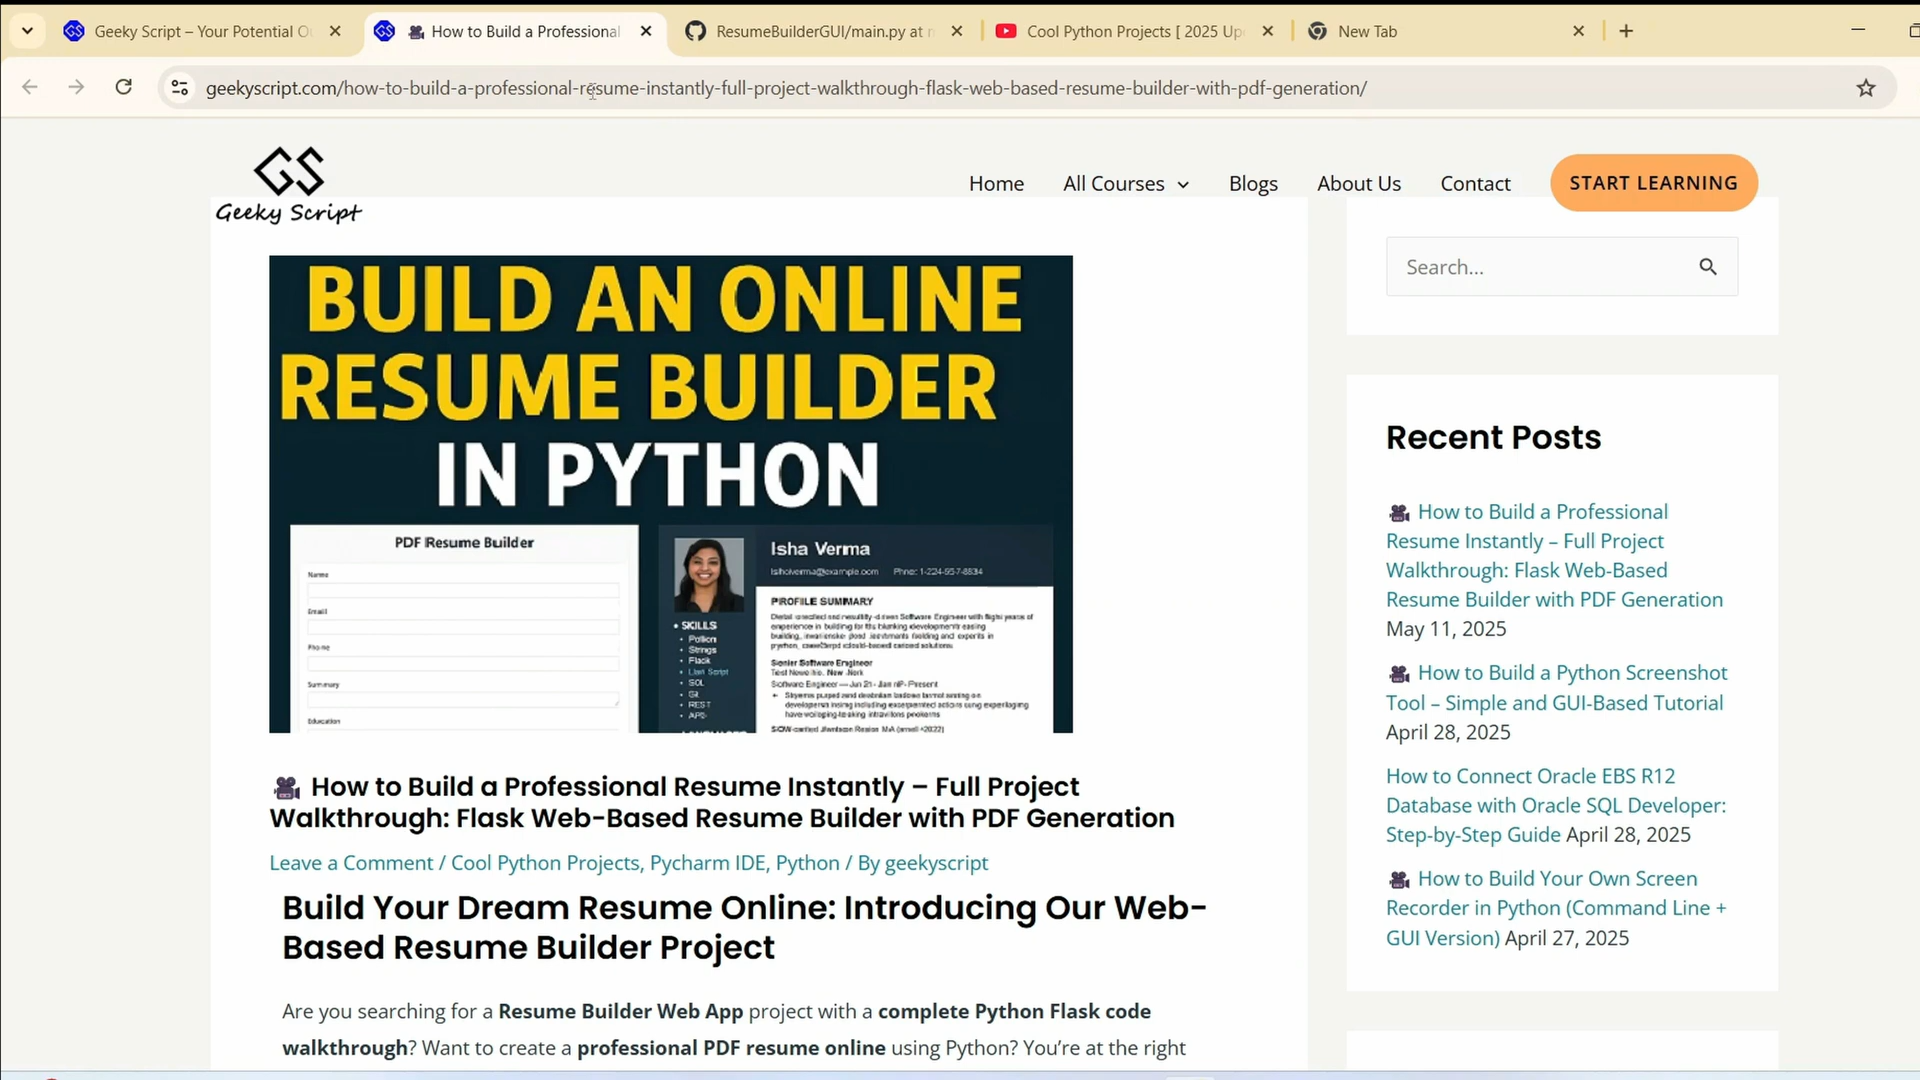 Geeky Script – Your Potential O
How to Build a Professional
ResumeBuilderGUI/main.py at
Cool Python Projects [ 2025 Up
New Tab
geekyscript.com/how-to-build-a-professional-resume-instantly-full-project-walkthrough-flask-web-based-resume-builder-with-pdf-generation/
GS
Geeky Script
Home
All Courses
Blogs
About Us
Contact
START LEARNING
BUILD AN ONLINE
RESUME BUILDER
IN PYTHON
PDF Resume Builder
Name
Email
Summary
Education
Isha Verma
SKILLS
PROFILE SUMMARY
How to Build a Professional Resume Instantly – Full Project
Walkthrough: Flask Web-Based Resume Builder with PDF Generation
Leave a Comment / Cool Python Projects, Pycharm IDE, Python / By geekyscript
Build Your Dream Resume Online: Introducing Our Web-
Based Resume Builder Project
Are you searching for a Resume Builder Web App project with a complete Python Flask code
walkthrough? Want to create a professional PDF resume online using Python? You’re at the right
Search...
Recent Posts
How to Build a Professional
Resume Instantly – Full Project
Walkthrough: Flask Web-Based
Resume Builder with PDF Generation
May 11, 2025
How to Build a Python Screenshot
Tool – Simple and GUI-Based Tutorial
April 28, 2025
How to Connect Oracle EBS R12
Database with Oracle SQL Developer:
Step-by-Step Guide April 28, 2025
How to Build Your Own Screen
Recorder in Python (Command Line +
GUI Version) April 27, 2025